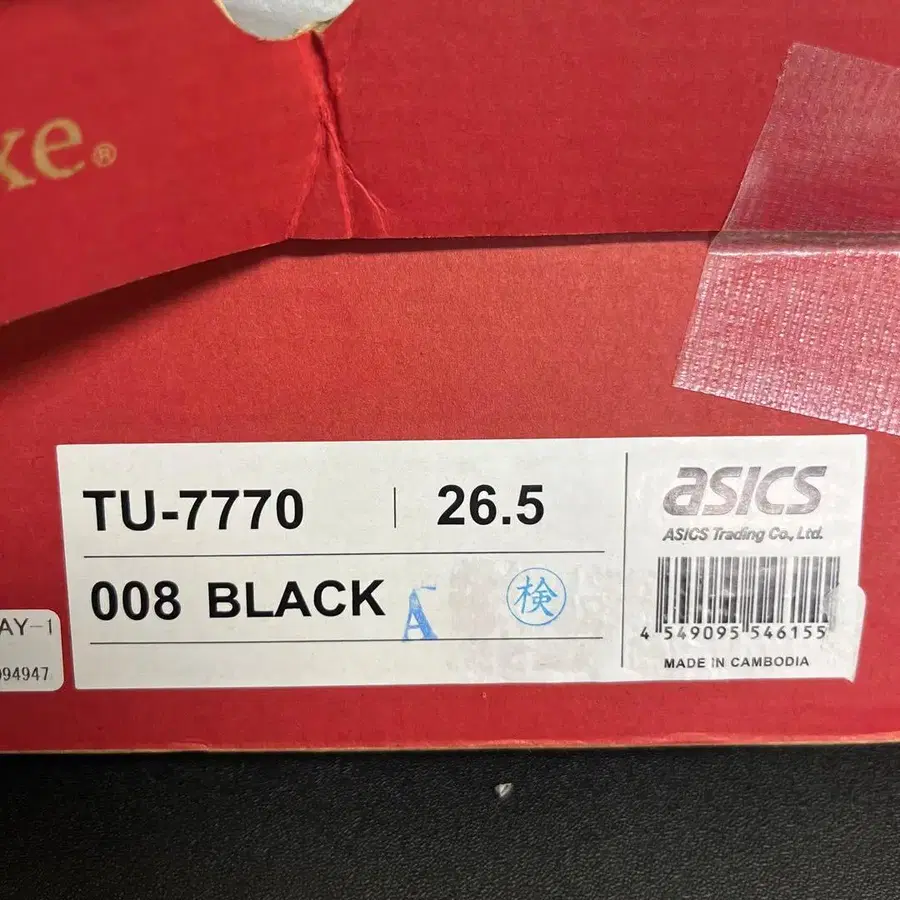 xe®
TU-7770 | 26.5
008 BLACK
A
検
asics
ASICS Trading Co., Ltd.
4 549095 546155
MADE IN CAMBODIA
AY-1
94947